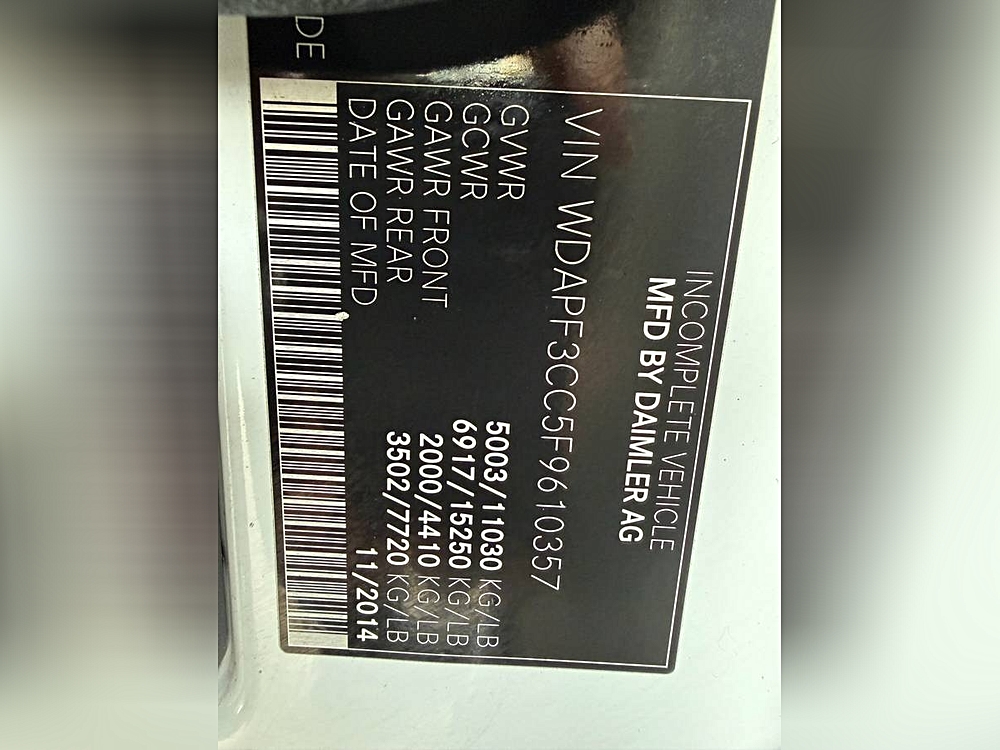 DE
INCOMPLETE VEHICLE
MFD BY DAIMLER AG
VIN WDAPF3CC5F9610357
GVWR 5003/11030 KG/LB
GCWR 6917/15250 KG/LB
GAWR FRONT 2000/4410 KG/LB
GAWR REAR 3502/7720 KG/LB
DATE OF MFD 11/2014